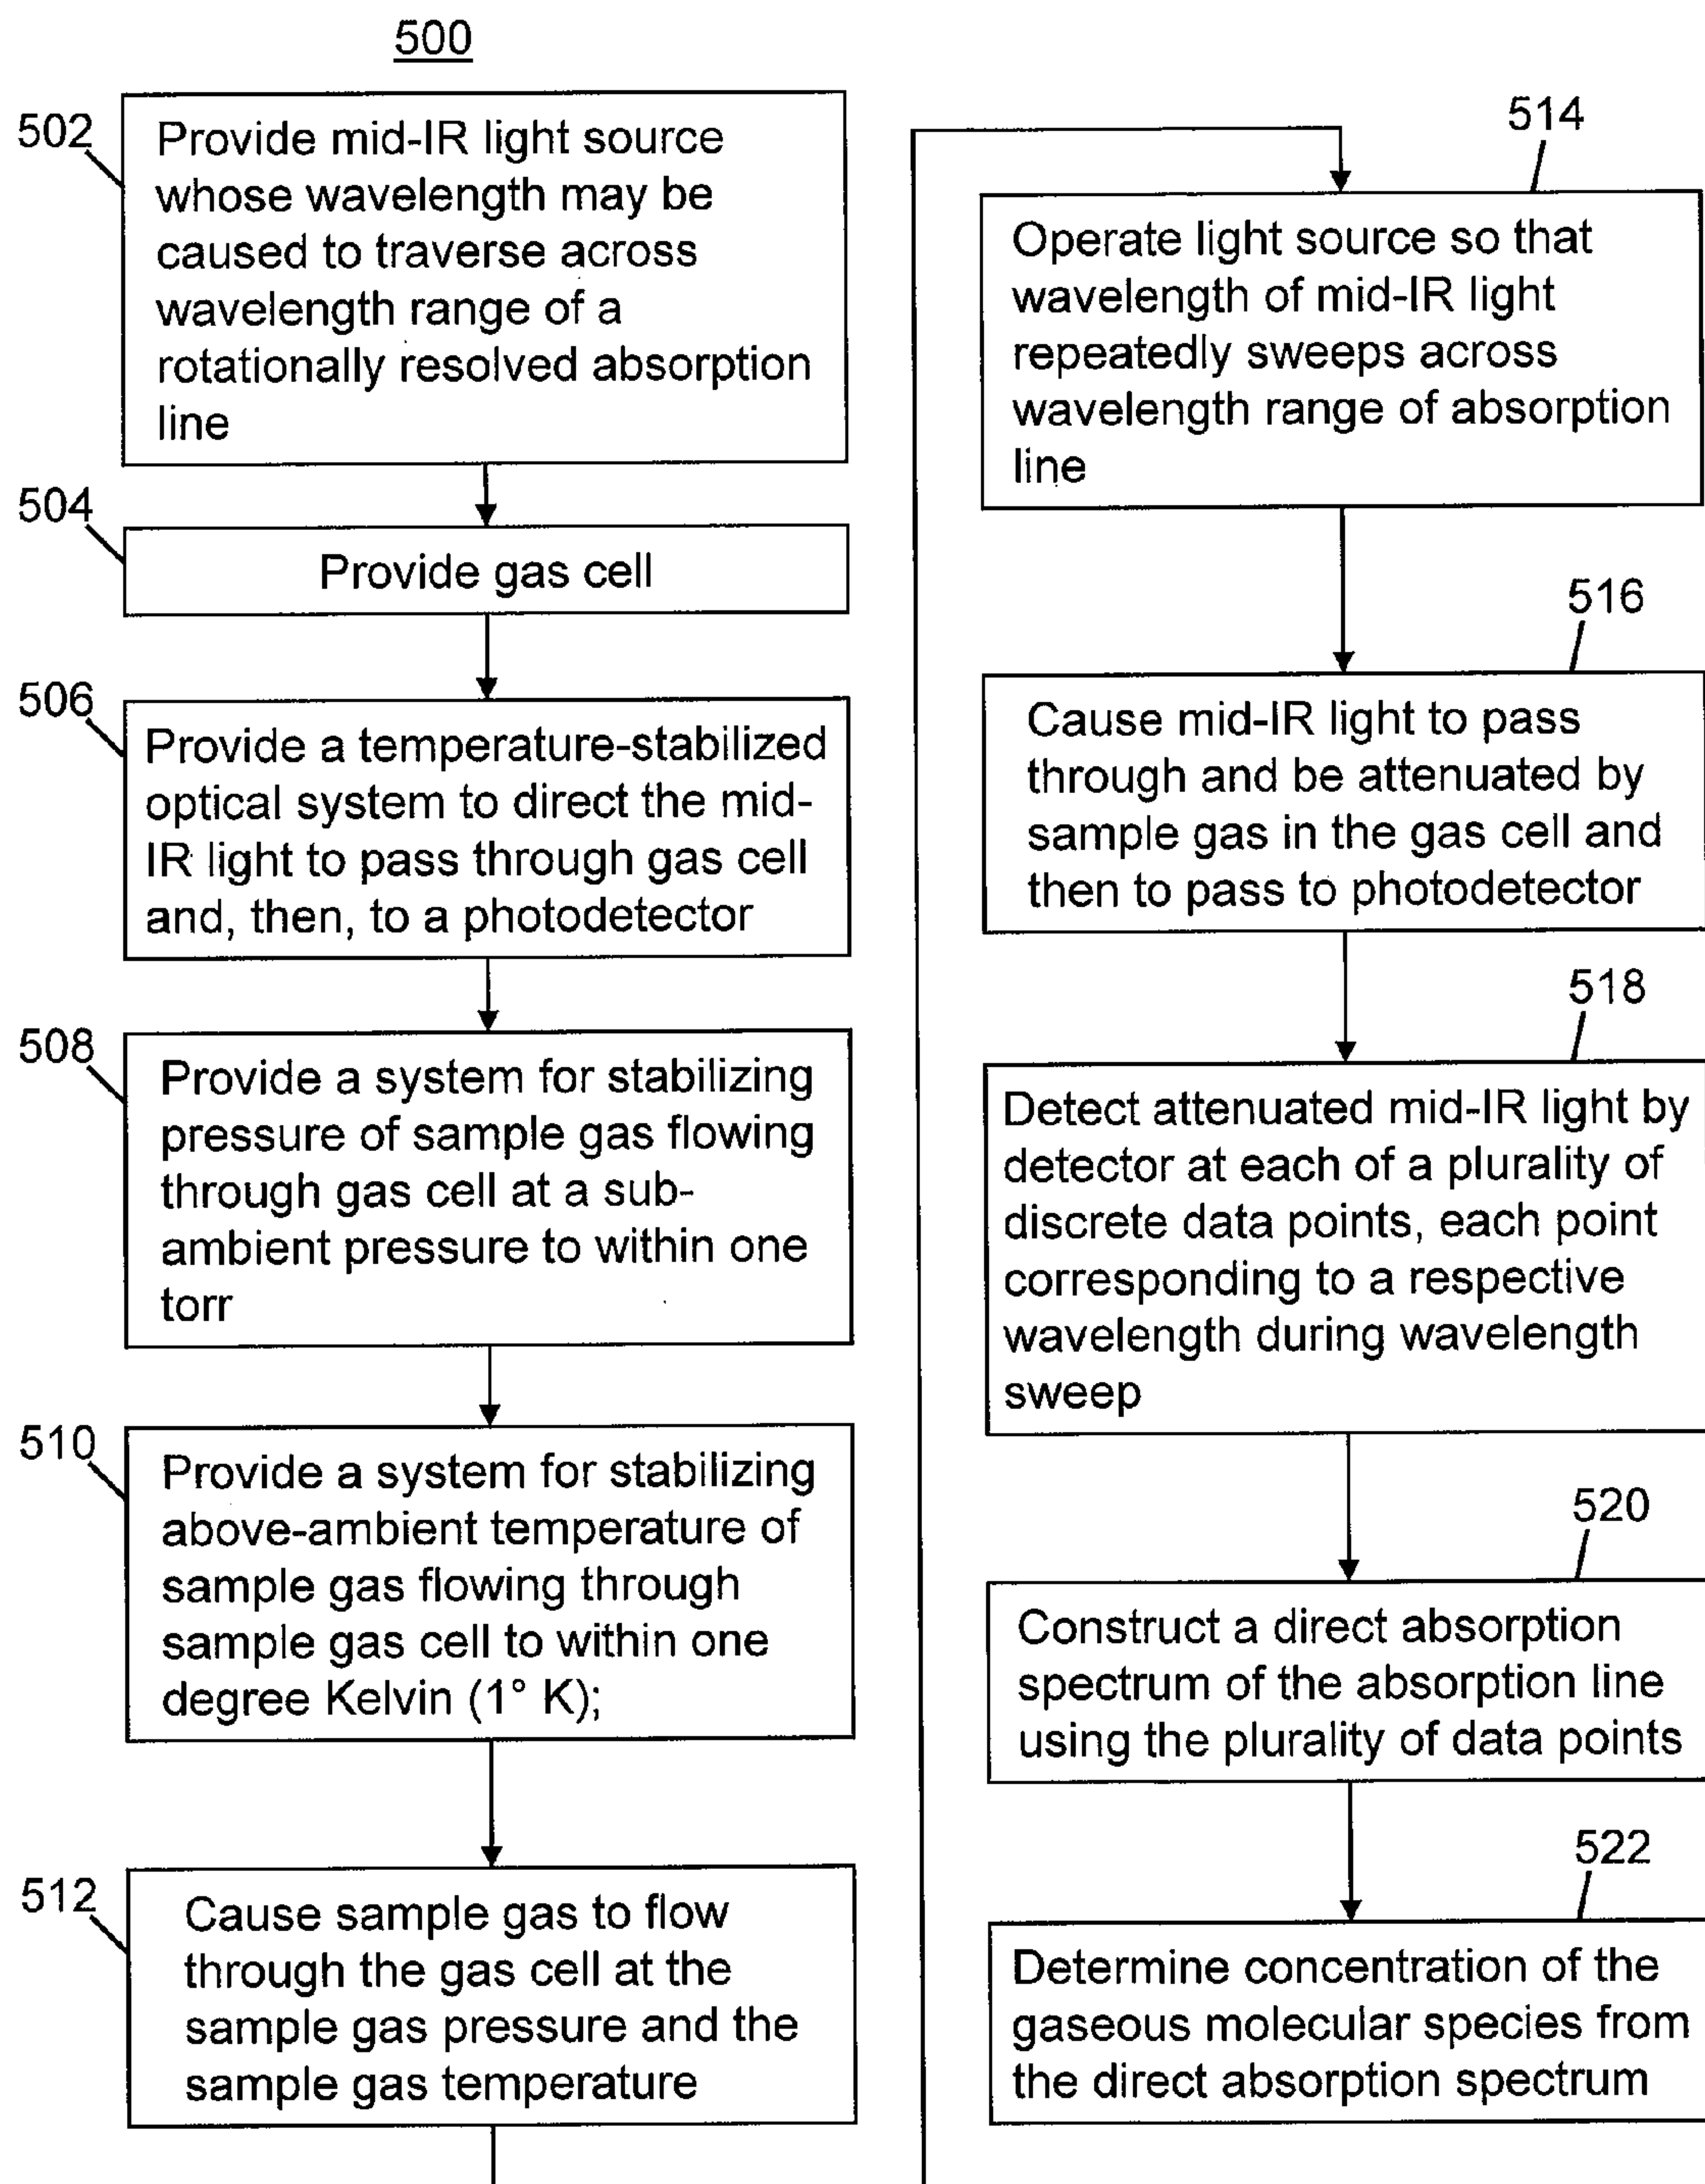 500
502
Provide mid-IR light source
whose wavelength may be
caused to traverse across
wavelength range of a
rotationally resolved absorption
line
504
Provide gas cell
506
Provide a temperature-stabilized
optical system to direct the mid-
IR light to pass through gas cell
and, then, to a photodetector
508
Provide a system for stabilizing
pressure of sample gas flowing
through gas cell at a sub-
ambient pressure to within one
torr
510
Provide a system for stabilizing
above-ambient temperature of
sample gas flowing through
sample gas cell to within one
degree Kelvin (1° K);
512
Cause sample gas to flow
through the gas cell at the
sample gas pressure and the
sample gas temperature
514
Operate light source so that
wavelength of mid-IR light
repeatedly sweeps across
wavelength range of absorption
line
516
Cause mid-IR light to pass
through and be attenuated by
sample gas in the gas cell and
then to pass to photodetector
518
Detect attenuated mid-IR light by
detector at each of a plurality of
discrete data points, each point
corresponding to a respective
wavelength during wavelength
sweep
520
Construct a direct absorption
spectrum of the absorption line
using the plurality of data points
522
Determine concentration of the
gaseous molecular species from
the direct absorption spectrum